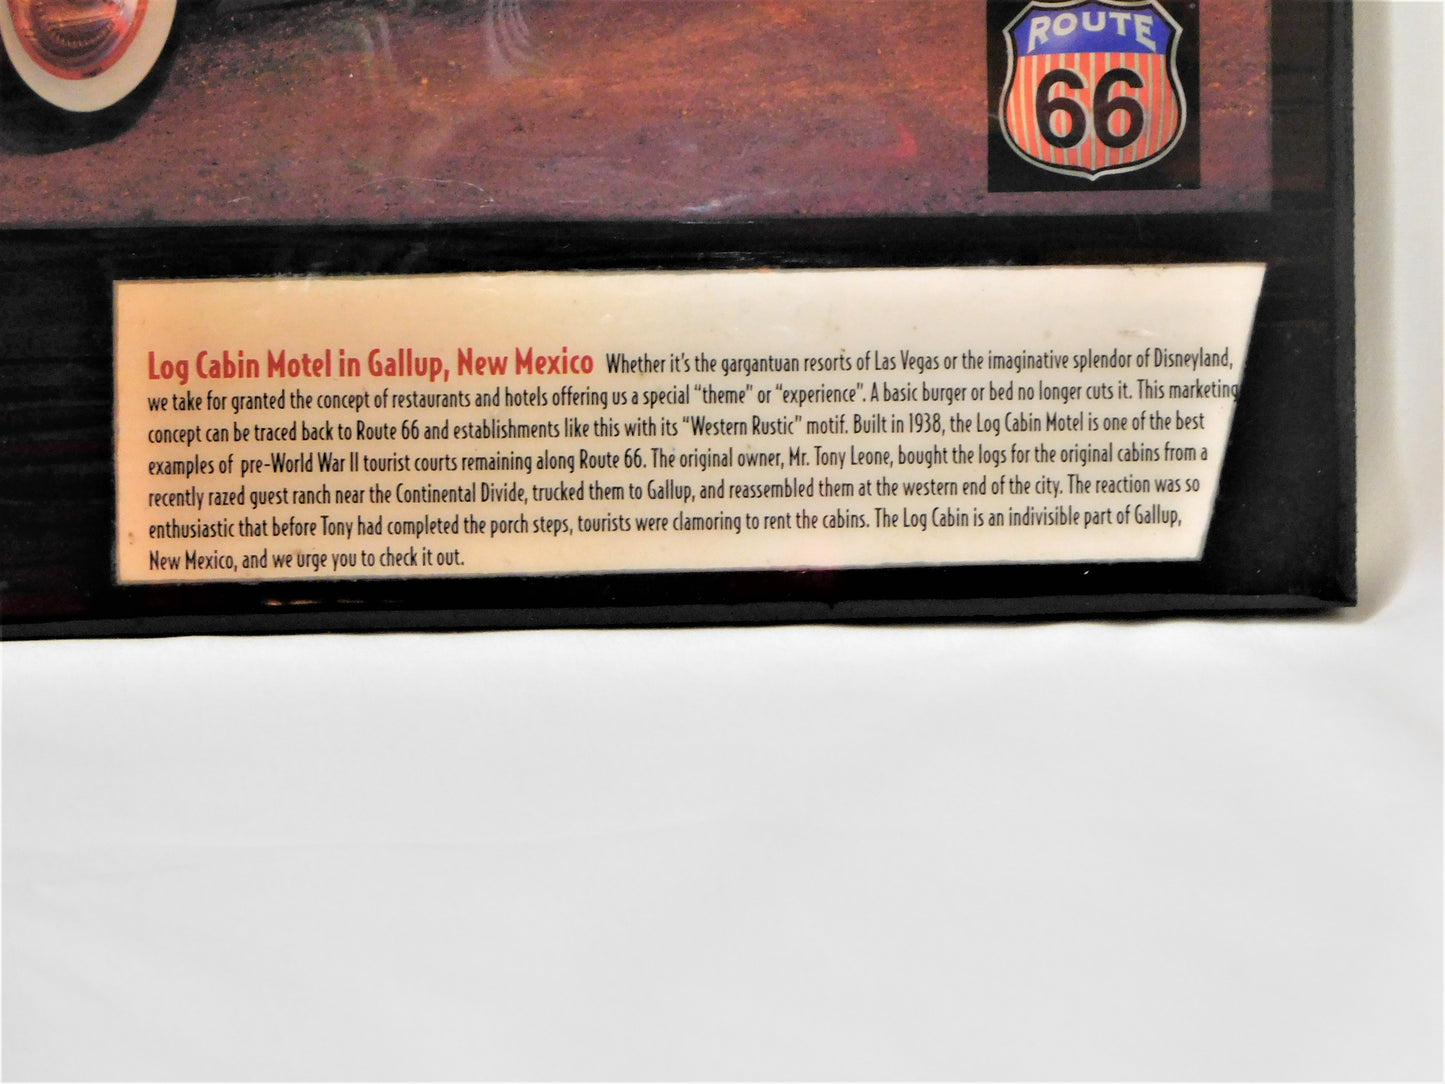 ROUTE
66
Log Cabin Motel in Gallup, New Mexico Whether it's the gargantuan resorts of Las Vegas or the imaginative splendor of Disneyland,
we take for granted the concept of restaurants and hotels offering us a special “theme” or “experience”. A basic burger or bed no longer cuts it. This marketing
concept can be traced back to Route 66 and establishments like this with its “Western Rustic” motif. Built in 1938, the Log Cabin Motel is one of the best
examples of pre-World War II tourist courts remaining along Route 66. The original owner, Mr. Tony Leone, bought the logs for the original cabins from a
recently razed guest ranch near the Continental Divide, trucked them to Gallup, and reassembled them at the western end of the city. The reaction was so
enthusiastic that before Tony had completed the porch steps, tourists were clamoring to rent the cabins. The Log Cabin is an indivisible part of Gallup,
New Mexico, and we urge you to check it out.